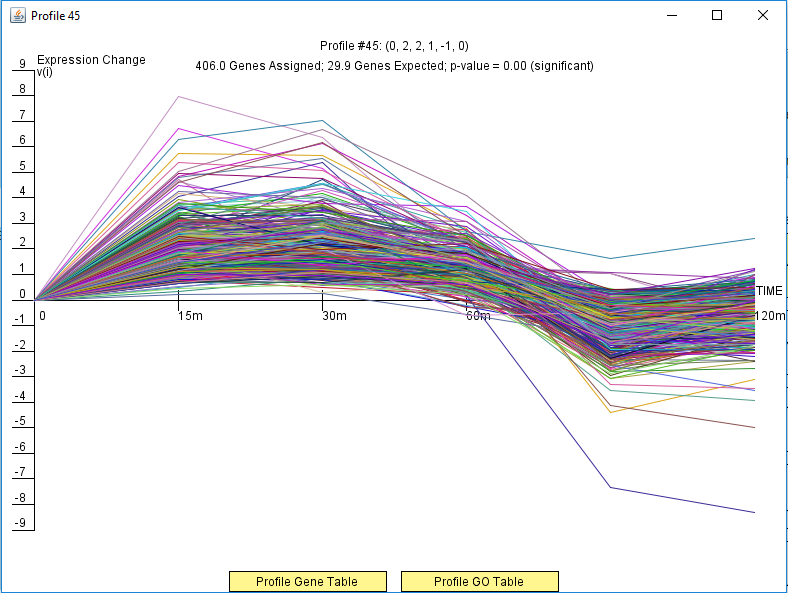 Profile 45
Profile #45: (0, 2, 2, 1, -1, 0)
406.0 Genes Assigned; 29.9 Genes Expected; p-value = 0.00 (significant)
Expression Change
v(i)
9
8
7
6
5
4
3
2
1
0
-1
-2
-3
-4
-5
-6
-7
-8
-9
TIME
0 15m 30m 60m 120m
Profile Gene Table Profile GO Table